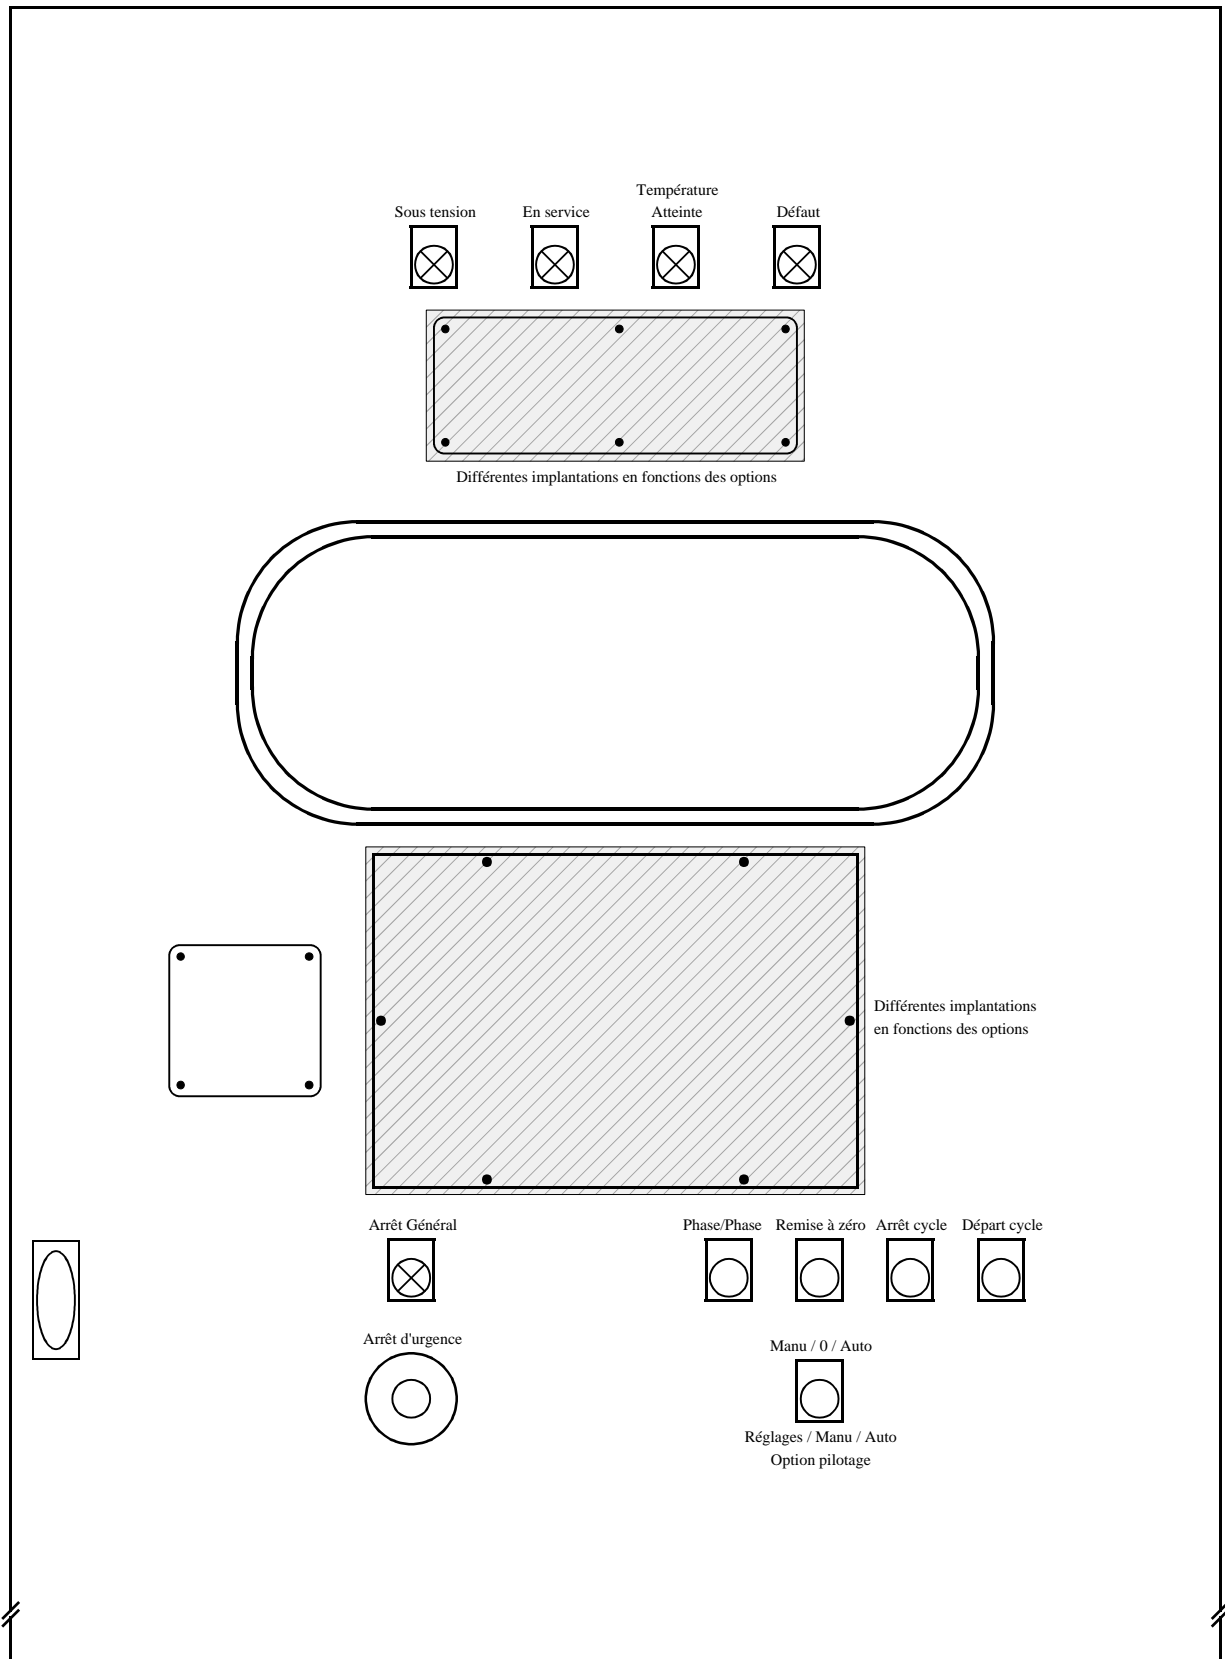 Température
Sous tension En service Atteinte Défaut
Différentes implantations en fonctions des options
Différentes implantations
en fonctions des options
Arrêt Général Phase/Phase Remise à zéro Arrêt cycle Départ cycle
Arrêt d'urgence
Manu / 0 / Auto
Réglages / Manu / Auto
Option pilotage